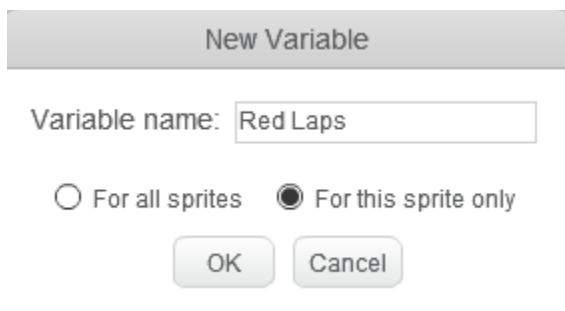 New Variable
Variable name: Red Laps
For all sprites For this sprite only
OK Cancel